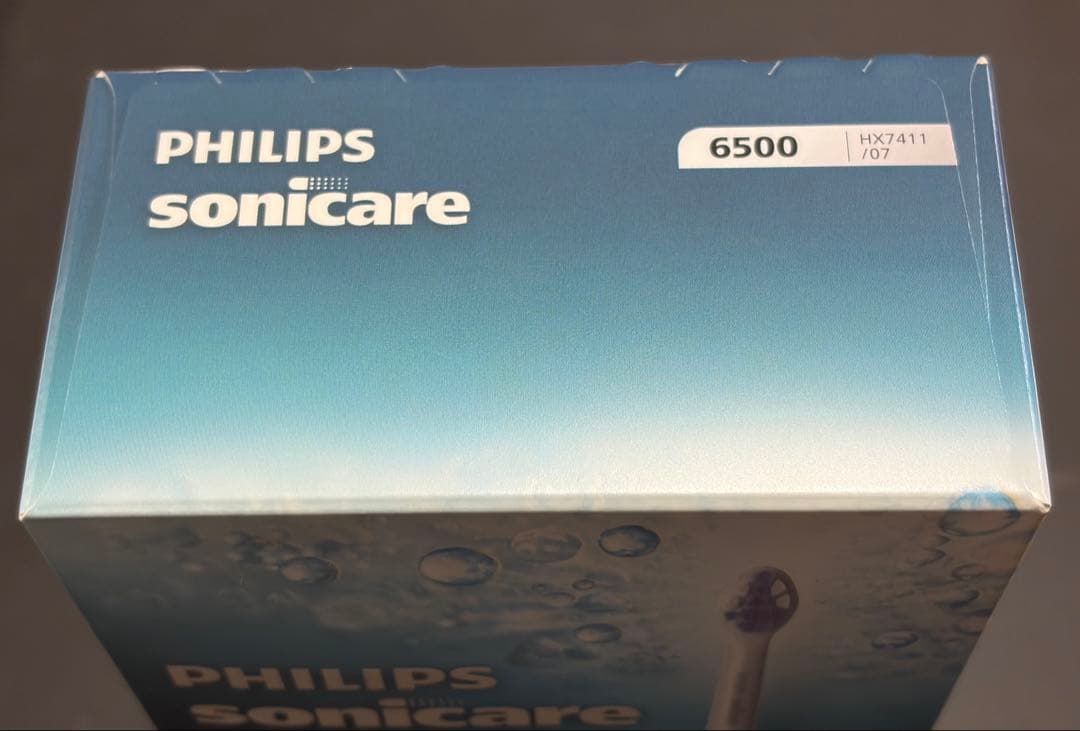 PHILIPS
sonicare
6500
HX7411
/07
PHILIPS
sonicare